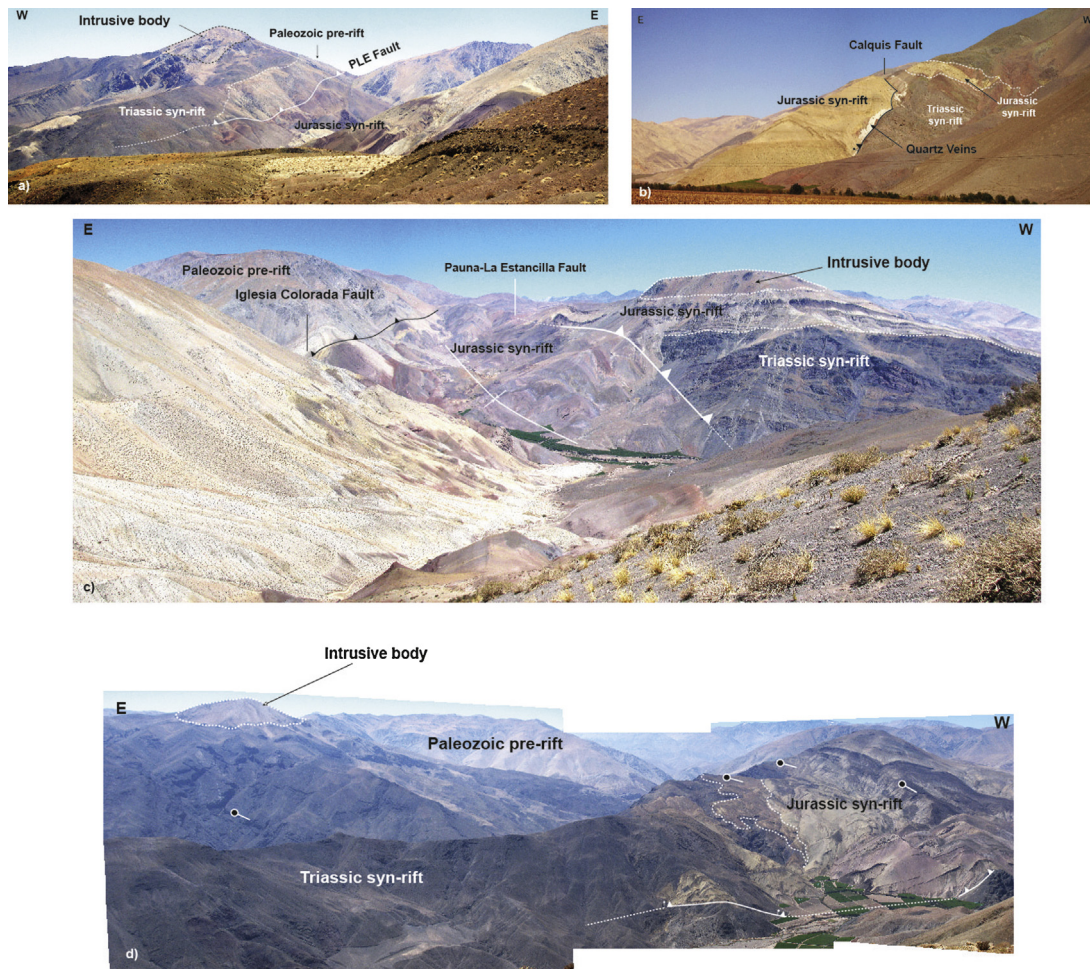 W
E
Intrusive body
Paleozoic pre-rift
PLE Fault
Triassic syn-rift
Jurassic syn-rift
a)
E
W
Calquis Fault
Jurassic syn-rift
Triassic
syn-rift
Jurassic
syn-rift
Quartz Veins
b)
E
W
Paleozoic pre-rift
Pauna-La Estancilla Fault
Intrusive body
Iglesia Colorada Fault
Jurassic syn-rift
Jurassic syn-rift
Triassic syn-rift
c)
Intrusive body
E
W
Paleozoic pre-rift
Jurassic syn-rift
Triassic syn-rift
d)